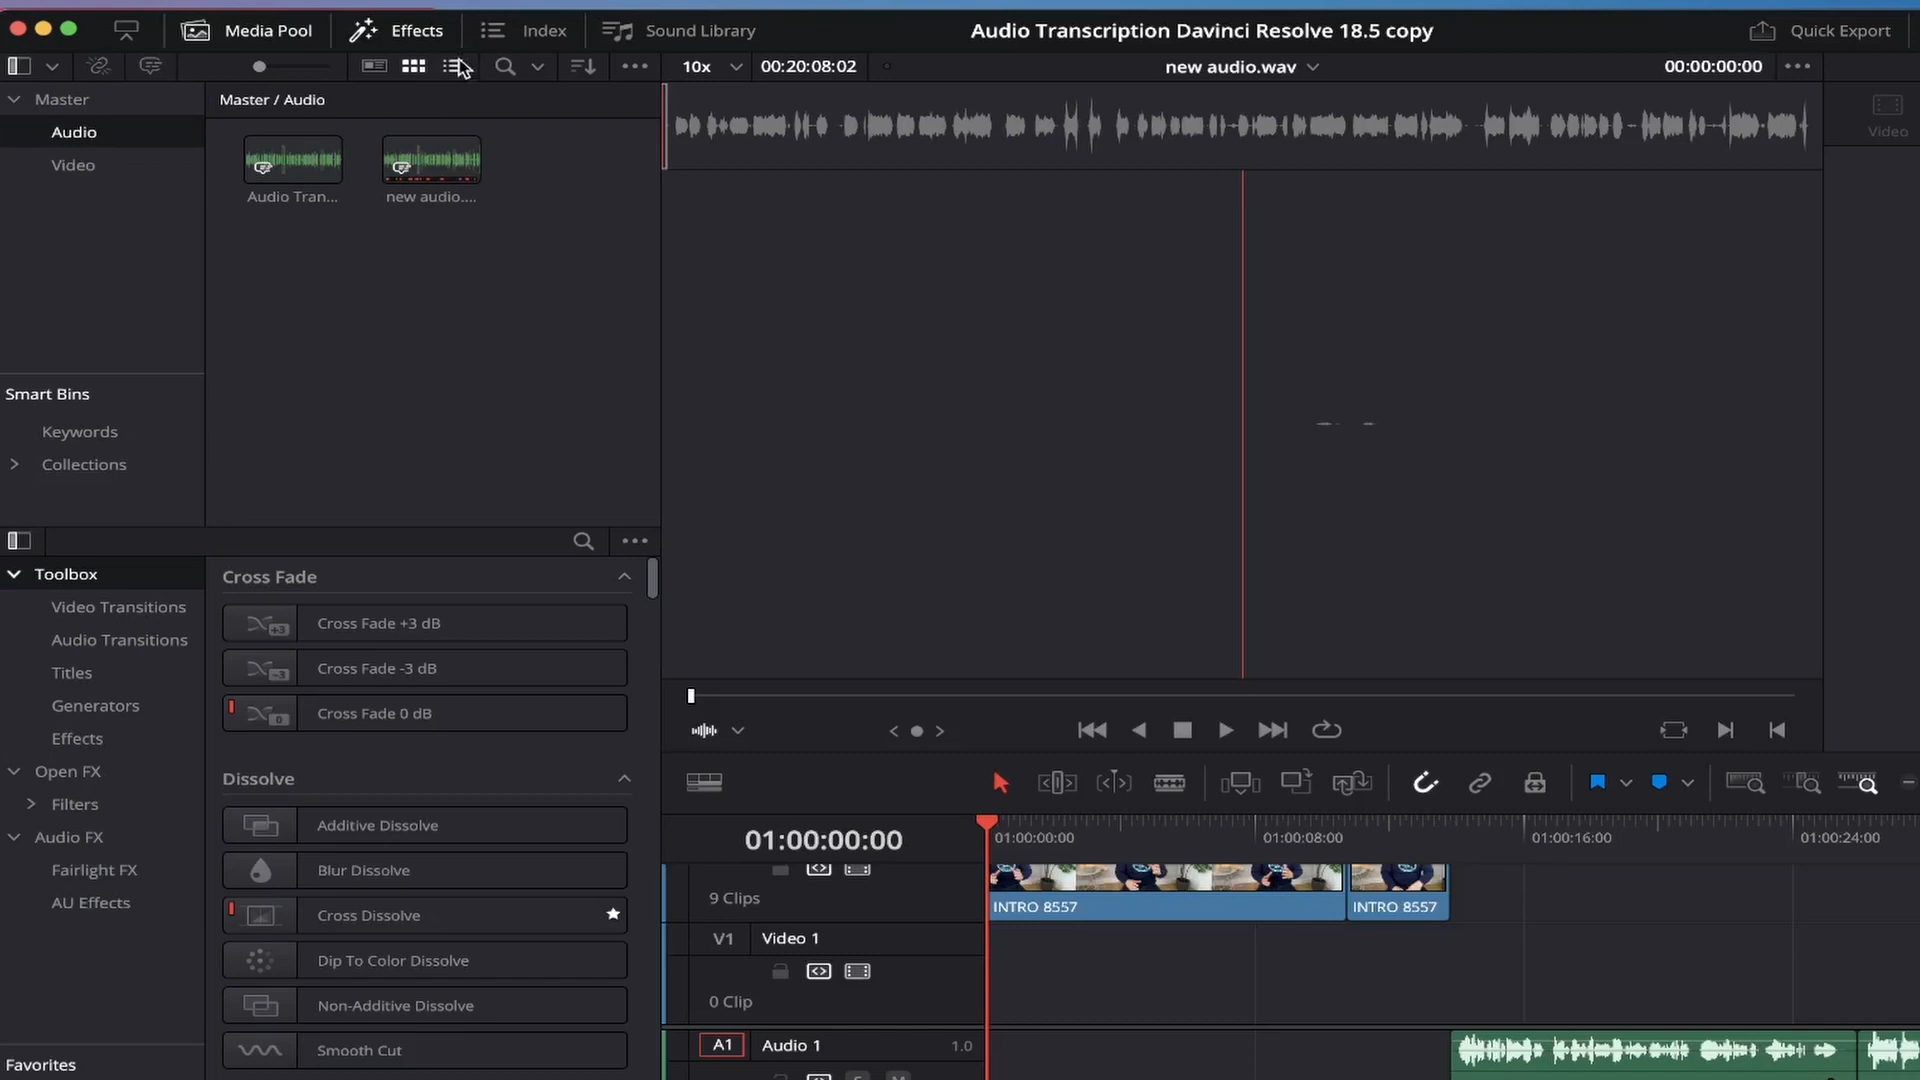 Media Pool
Effects
Index
Sound Library
Audio Transcription Davinci Resolve 18.5 copy
Quick Export
10x
00:20:08:02
new audio.wav
00:00:00:00
Master
Audio
Video
Master / Audio
Audio Tran...
new audio....
Video
Smart Bins
Keywords
Collections
Toolbox
Video Transitions
Audio Transitions
Titles
Generators
Effects
Open FX
Filters
Audio FX
Fairlight FX
AU Effects
Favorites
Cross Fade
+3
Cross Fade +3 dB
-3
Cross Fade -3 dB
0
Cross Fade 0 dB
Dissolve
Additive Dissolve
Blur Dissolve
Cross Dissolve
Dip To Color Dissolve
Non-Additive Dissolve
Smooth Cut
01:00:00:00
01:00:00:00
01:00:08:00
01:00:16:00
01:00:24:00
9 Clips
INTRO 8557
INTRO 8557
V1
Video 1
0 Clip
A1
Audio 1
1.0